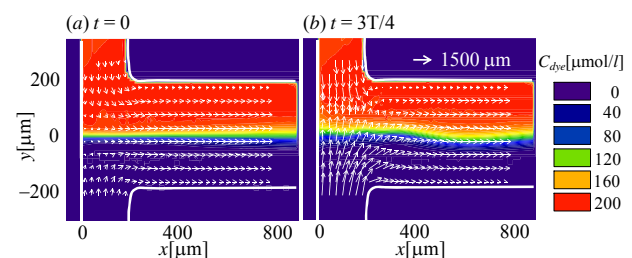 (a) t = 0
(b) t = 3T/4
C_dye[µmol/l]
1500 µm
200
0
−200
y[µm]
0
400
800
x[µm]
0
400
800
x[µm]
0
40
80
120
160
200